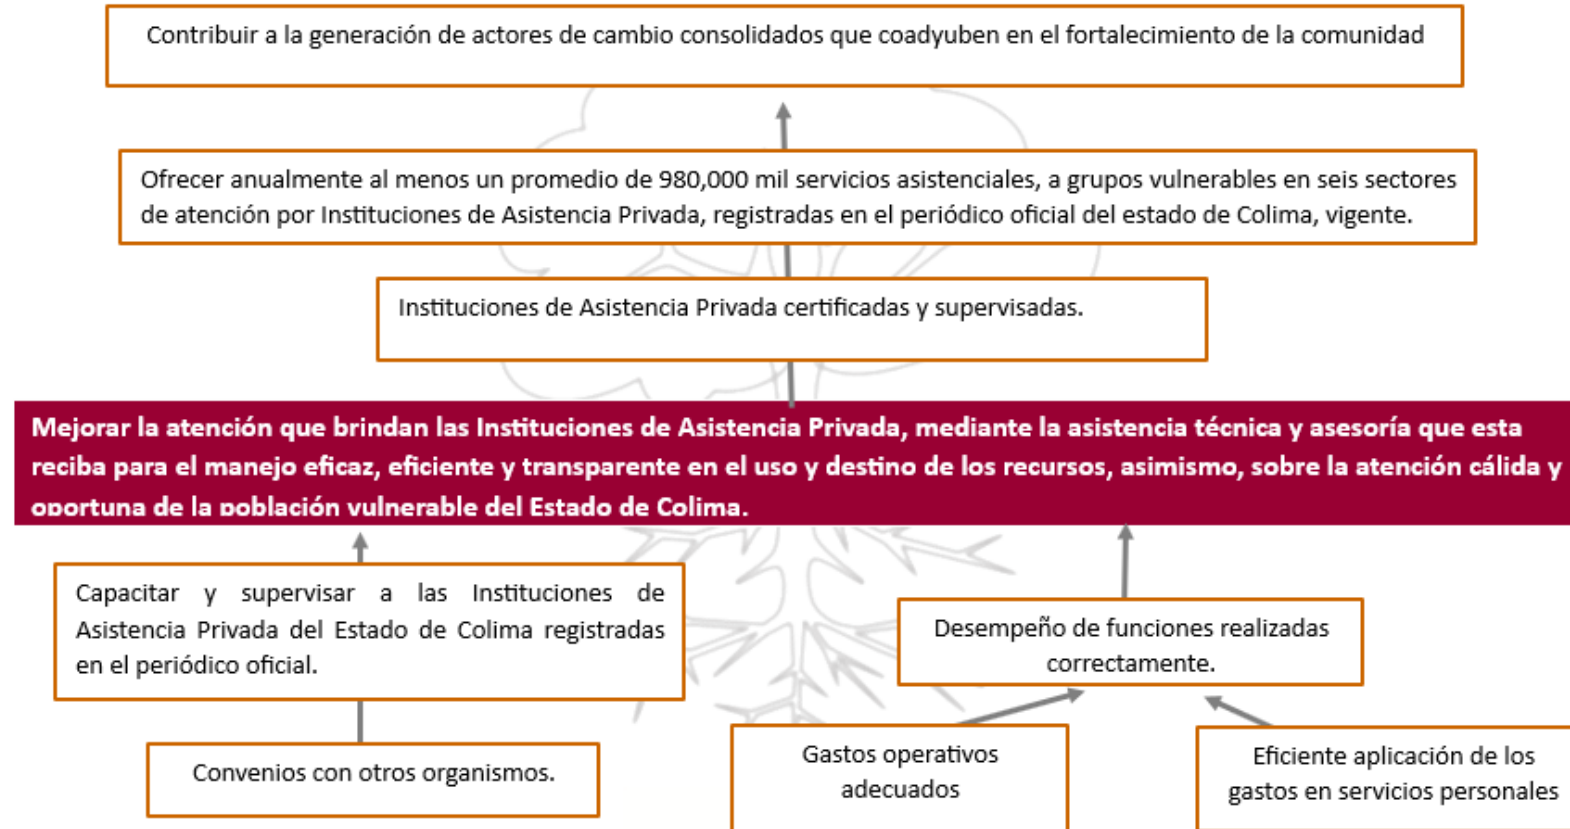 Contribuir a la generación de actores de cambio consolidados que coadyuben en el fortalecimiento de la comunidad
Ofrecer anualmente al menos un promedio de 980,000 mil servicios asistenciales, a grupos vulnerables en seis sectores
de atención por Instituciones de Asistencia Privada, registradas en el periódico oficial del estado de Colima, vigente.
Instituciones de Asistencia Privada certificadas y supervisadas.
Mejorar la atención que brindan las Instituciones de Asistencia Privada, mediante la asistencia técnica y asesoría que esta
reciba para el manejo eficaz, eficiente y transparente en el uso y destino de los recursos, asimismo, sobre la atención cálida y
oportuna de la población vulnerable del Estado de Colima.
Capacitar y supervisar a las Instituciones de
Asistencia Privada del Estado de Colima registradas
en el periódico oficial.
Desempeño de funciones realizadas
correctamente.
Convenios con otros organismos.
Gastos operativos
adecuados
Eficiente aplicación de los
gastos en servicios personales